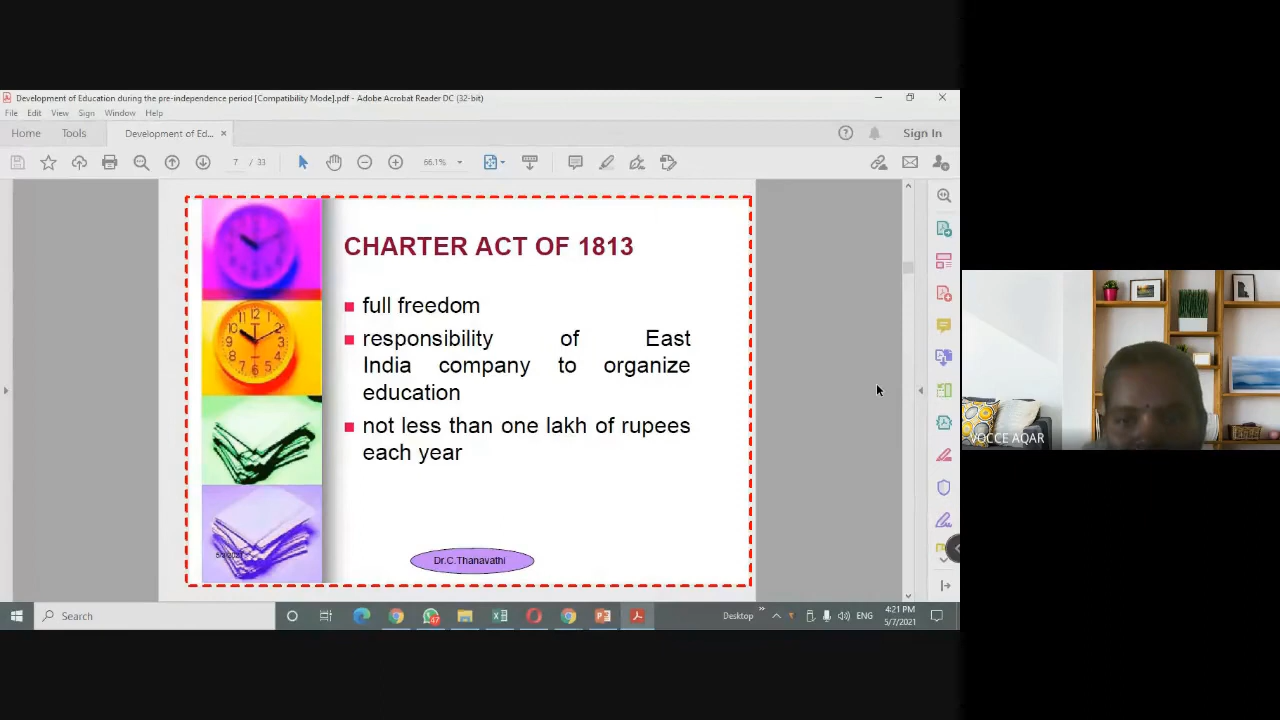 Development of Education during the pre-independence period [Compatibility Mode].pdf - Adobe Acrobat Reader DC (32-bit)
File Edit View Sign Window Help
Home Tools Development of Ed... × Sign In
7 / 33 66.1%
CHARTER ACT OF 1813
full freedom
responsibility of East
India company to organize
education
not less than one lakh of rupees
each year
Dr.C.Thanavathi
VOCCE AQAR
Search
47
Desktop
ENG
4:21 PM
5/7/2021